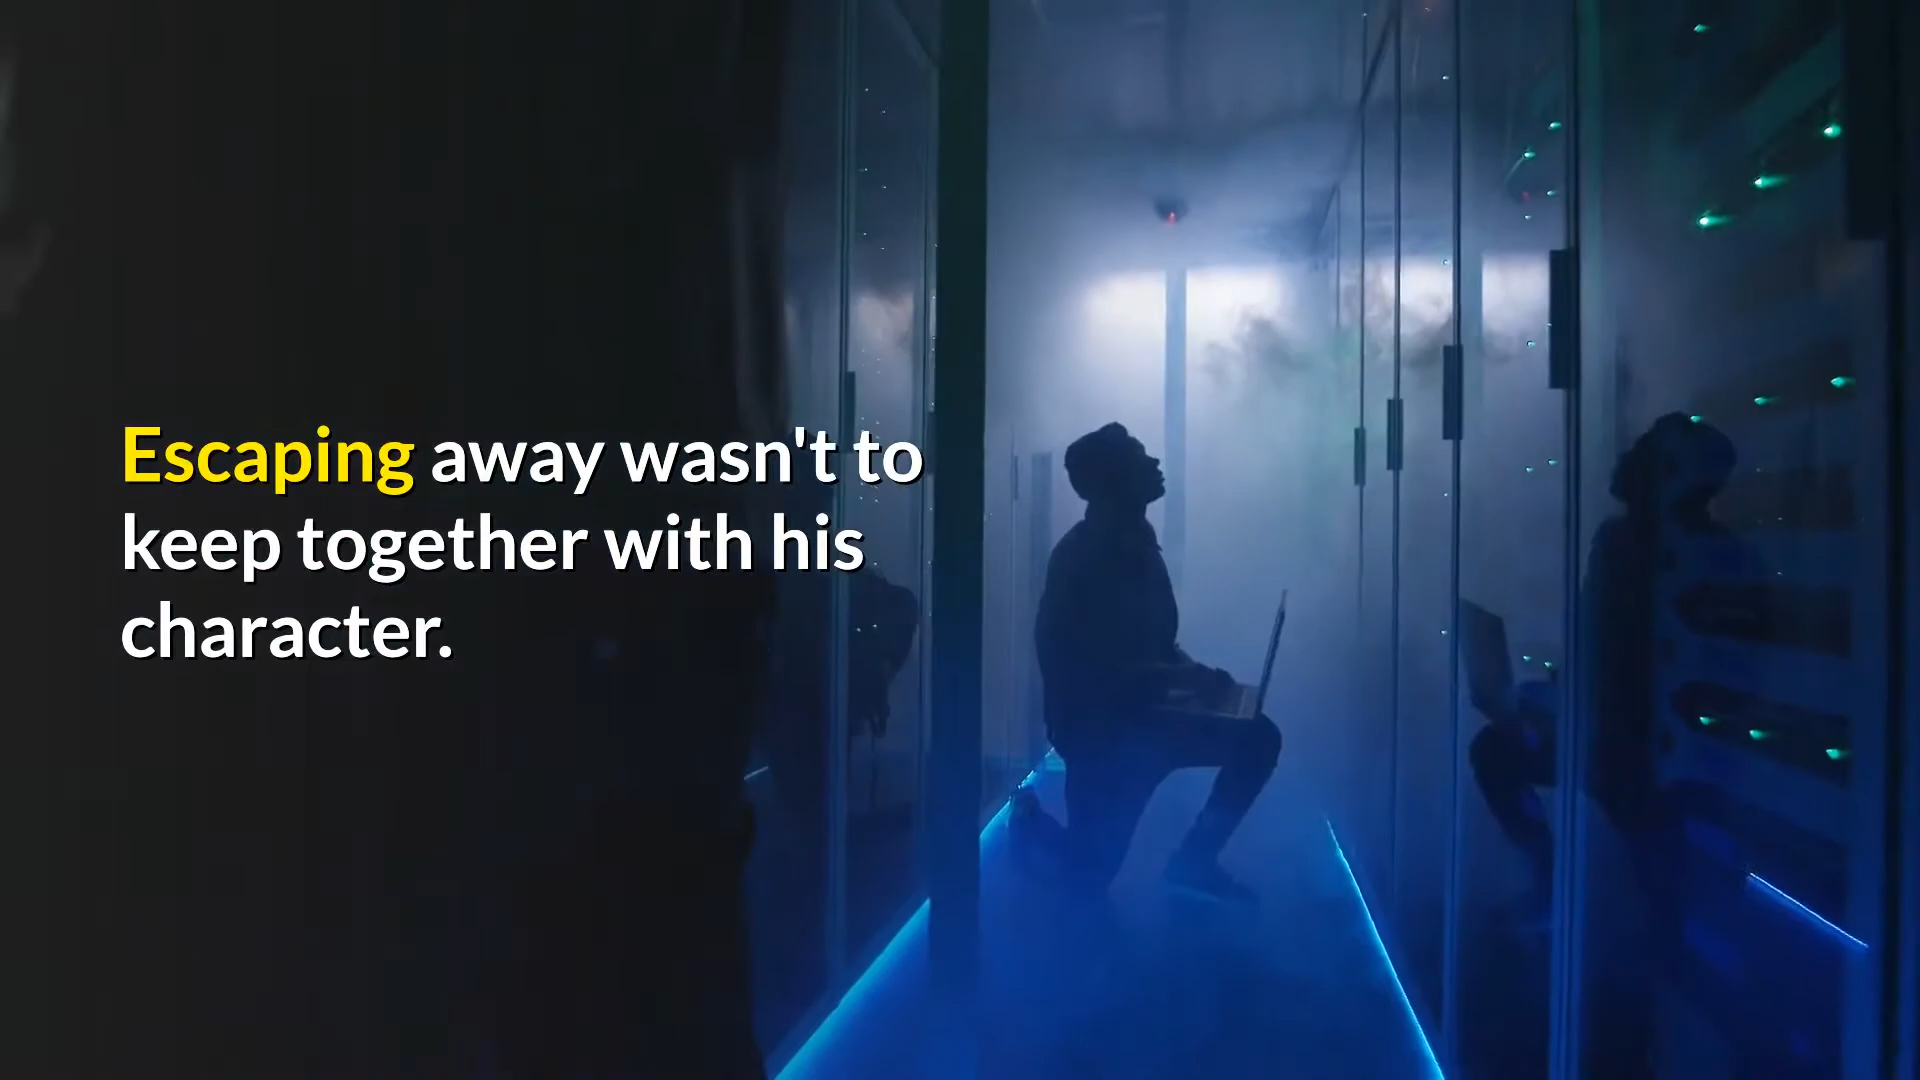 Escaping away wasn't to
keep together with his
character.